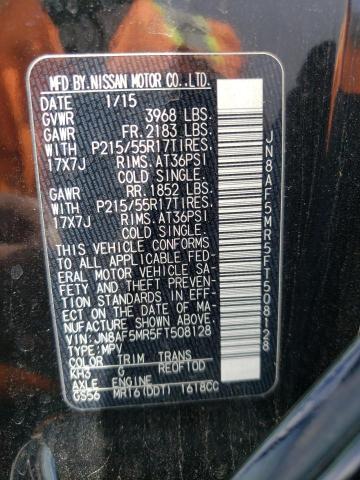 MFD BY. NISSAN MOTOR CO., LTD.
DATE 1/15
GVWR 3968 LBS.
GAWR FR. 2183 LBS.
WITH P215/55R17TIRES.
17X7J RIMS. AT36PSI
COLD SINGLE.
GAWR RR. 1852 LBS.
WITH P215/55R17TIRES.
17X7J RIMS. AT36PSI
COLD SINGLE.
THIS VEHICLE CONFORMS
TO ALL APPLICABLE FED-
ERAL MOTOR VEHICLE SA-
FETY AND THEFT PREVEN-
TION STANDARDS IN EFF-
ECT ON THE DATE OF MA-
NUFACTURE SHOWN ABOVE.
VIN: JN8AF5MR5FT508128
TYPE: MPV
COLOR TRIM TRANS
KH3 G RE0F10D
AXLE ENGINE
GS56 MR16(DDT) 1618CC
JN8AF5MR5FT508128